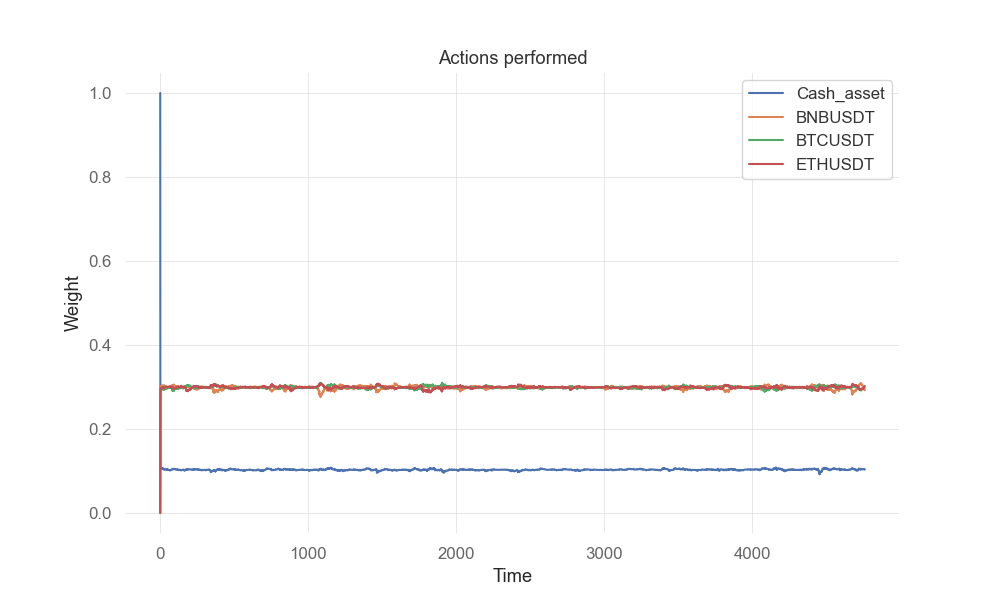 Actions performed
Cash_asset
BNBUSDT
BTCUSDT
ETHUSDT
1.0
0.8
0.6
0.4
0.2
0.0
Weight
0 1000 2000 3000 4000
Time